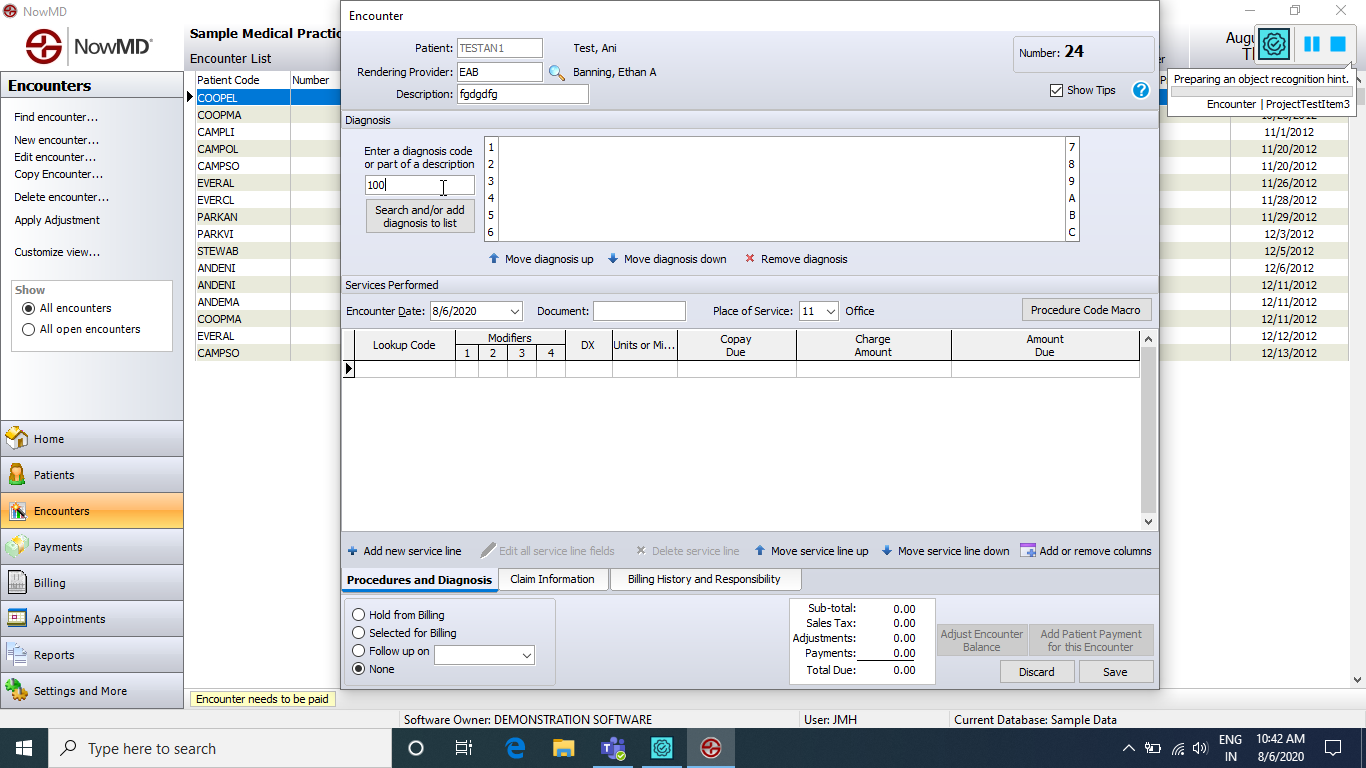 NowMD
Encounter
NowMD®
Sample Medical Practic
Encounter List
Patient: TESTAN1 Test, Ani
Rendering Provider: EAB Banning, Ethan A
Description: fgdgdfg
Number: 24
Show Tips
?
Preparing an object recognition hint.
Encounter | ProjectTestItem3
Encounters
Find encounter...
New encounter...
Edit encounter...
Copy Encounter...
Delete encounter...
Apply Adjustment
Customize view...
Show
All encounters
All open encounters
Home
Patients
Encounters
Payments
Billing
Appointments
Reports
Settings and More
Patient Code Number
COOPEL
COOPMA
CAMPLI
CAMPOL
CAMPSO
EVERAL
EVERCL
PARKAN
PARKVI
STEWAB
ANDENI
ANDENI
ANDEMA
COOPMA
EVERAL
CAMPSO
Diagnosis
Enter a diagnosis code
or part of a description
100
Search and/or add
diagnosis to list
1 7
2 8
3 9
4 A
5 B
6 C
Move diagnosis up Move diagnosis down Remove diagnosis
Services Performed
Encounter Date: 8/6/2020 Document: Place of Service: 11 Office Procedure Code Macro
Lookup Code Modifiers DX Units or Mi... Copay Due Charge Amount Amount Due
1 2 3 4
Add new service line Edit all service line fields Delete service line Move service line up Move service line down Add or remove columns
Procedures and Diagnosis Claim Information Billing History and Responsibility
Hold from Billing
Selected for Billing
Follow up on
None
Sub-total: 0.00
Sales Tax: 0.00
Adjustments: 0.00
Payments: 0.00
Total Due: 0.00
Adjust Encounter
Balance
Add Patient Payment
for this Encounter
Discard Save
11/1/2012
11/20/2012
11/20/2012
11/26/2012
11/28/2012
11/29/2012
12/3/2012
12/5/2012
12/6/2012
12/11/2012
12/11/2012
12/11/2012
12/12/2012
12/13/2012
Encounter needs to be paid
Software Owner: DEMONSTRATION SOFTWARE User: JMH Current Database: Sample Data
Type here to search
ENG
IN
10:42 AM
8/6/2020